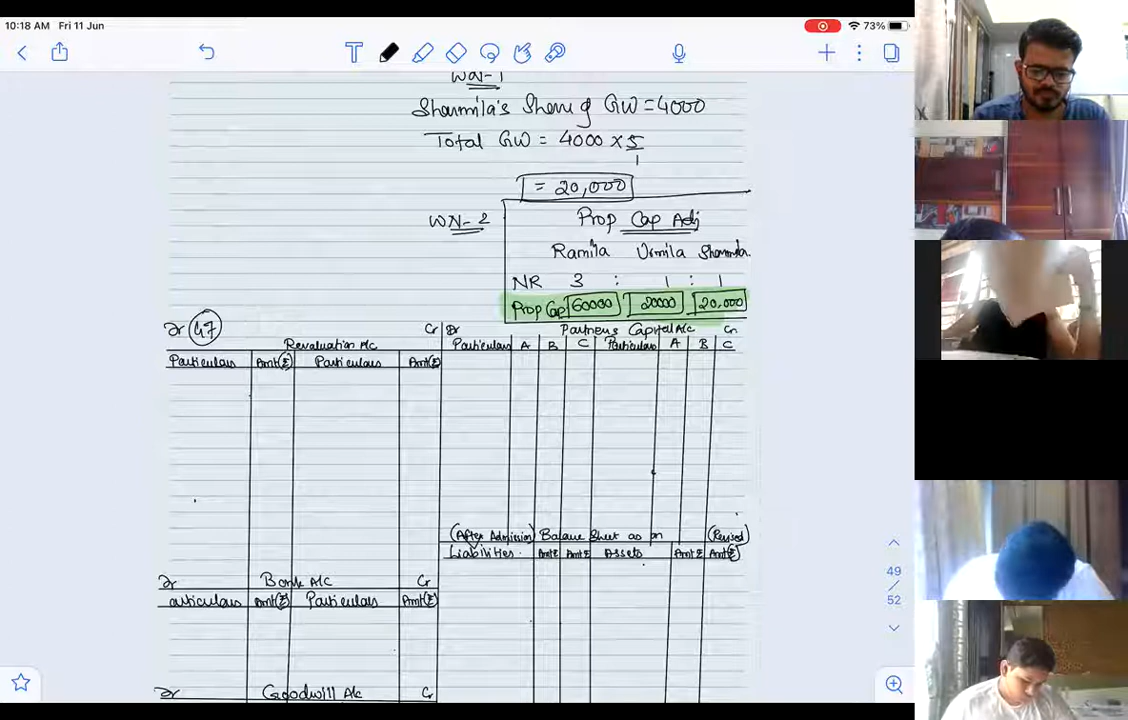 10:18 AM Fri 11 Jun
73%
WN-1
Sharmila's Share of GW = 4000
Total GW = 4000 × 5
1
= 20,000
WN-2
Prop Cap Adj
Ramila Urmila Sharmila
NR 3 : 1 : 1
Prop Cap 60000 20000 20,000
Dr 47 Cr Dr Partners Capital A/c Cr
Revaluation A/c Particulars A B C Particulars A B C
Particulars Amt(₹) Particulars Amt(₹)
(After Admission) Balance Sheet as on (Revised)
Liabilities Amt ₹ Amt ₹ Assets Amt ₹ Amt ₹
Dr Bank A/c Cr
articulars Amt(₹) Particulars Amt(₹)
Dr Goodwill A/c Cr
49
/
52